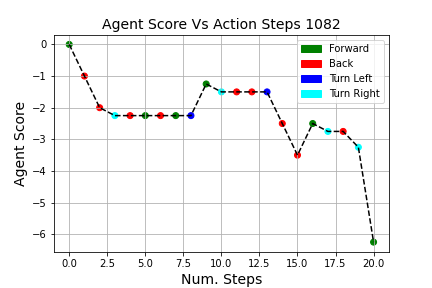 Agent Score Vs Action Steps 1082
Forward
Back
Turn Left
Turn Right
Agent Score
0
−1
−2
−3
−4
−5
−6
0.0 2.5 5.0 7.5 10.0 12.5 15.0 17.5 20.0
Num. Steps